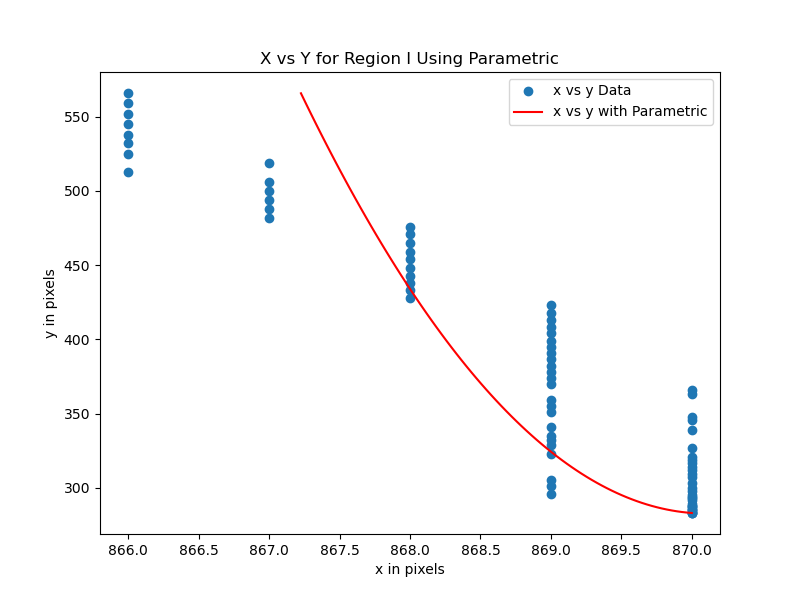 X vs Y for Region I Using Parametric
x vs y Data
x vs y with Parametric
550
500
450
400
350
300
y in pixels
866.0 866.5 867.0 867.5 868.0 868.5 869.0 869.5 870.0
x in pixels